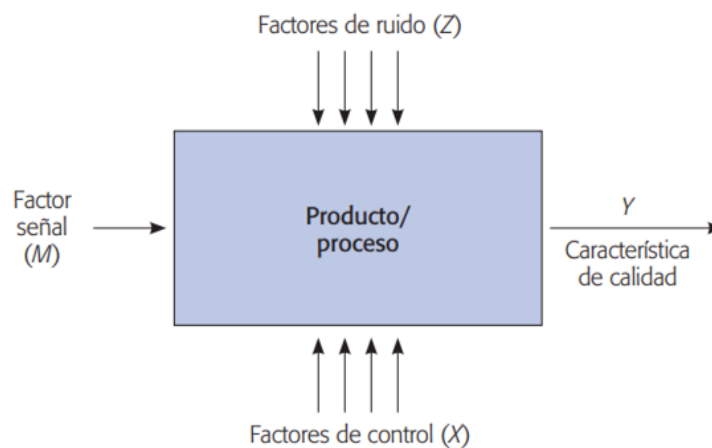 Factores de ruido (Z)
Factor
señal
(M)
Producto/
proceso
Y
Característica
de calidad
Factores de control (X)